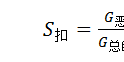 S扣 = G恶 / G总